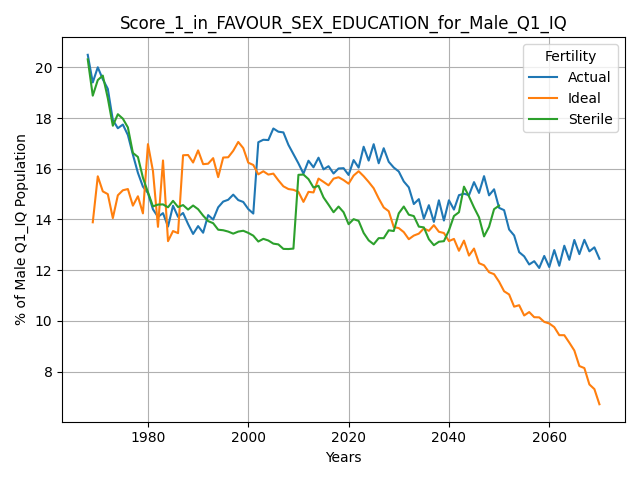 Score_1_in_FAVOUR_SEX_EDUCATION_for_Male_Q1_IQ
Fertility
Actual
Ideal
Sterile
% of Male Q1_IQ Population
20
18
16
14
12
10
8
1980
2000
2020
2040
2060
Years